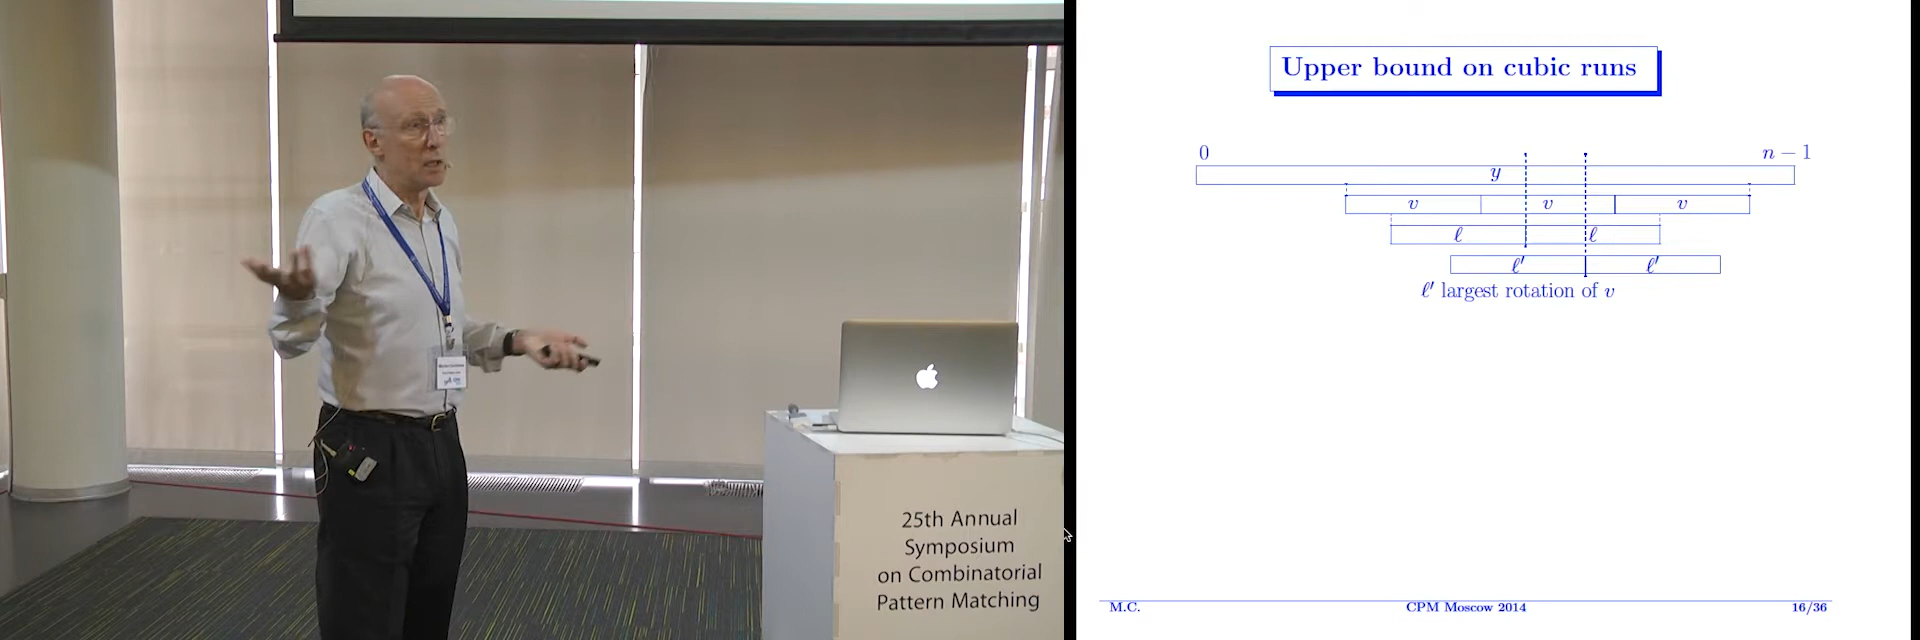 25th Annual
Symposium
on Combinatorial
Pattern Matching
Upper bound on cubic runs
0 n − 1
y
v v v
ℓ ℓ
ℓ′ ℓ′
ℓ′ largest rotation of v
M.C. CPM Moscow 2014 16/36